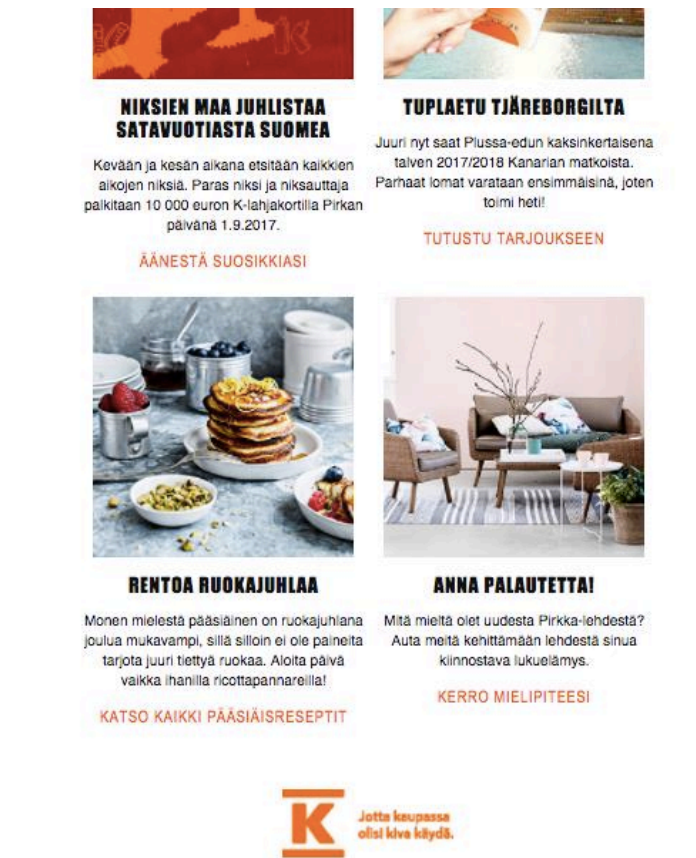 NIKSIEN MAA JUHLISTAA
SATAVUOTIASTA SUOMEA
Kevään ja kesän aikana etsitään kaikkien
aikojen niksiä. Paras niksi ja niksauttaja
palkitaan 10 000 euron K-lahjakortilla Pirkan
päivänä 1.9.2017.
ÄÄNESTÄ SUOSIKKIASI
TUPLAETU TJÄREBORGILTA
Juuri nyt saat Plussa-edun kaksinkertaisena
talven 2017/2018 Kanarian matkoista.
Parhaat lomat varataan ensimmäisinä, joten
toimi heti!
TUTUSTU TARJOUKSEEN
RENTOA RUOKAJUHLAA
Monen mielestä pääsiäinen on ruokajuhlana
joulua mukavampi, sillä silloin ei ole paineita
tarjota juuri tiettyä ruokaa. Aloita päivä
vaikka ihanilla ricottapannareilla!
KATSO KAIKKI PÄÄSIÄISRESEPTIT
ANNA PALAUTETTA!
Mitä mieltä olet uudesta Pirkka-lehdestä?
Auta meitä kehittämään lehdestä sinua
kiinnostava lukuelämys.
KERRO MIELIPITEESI
K
Jotta kaupassa
olisi kiva käydä.